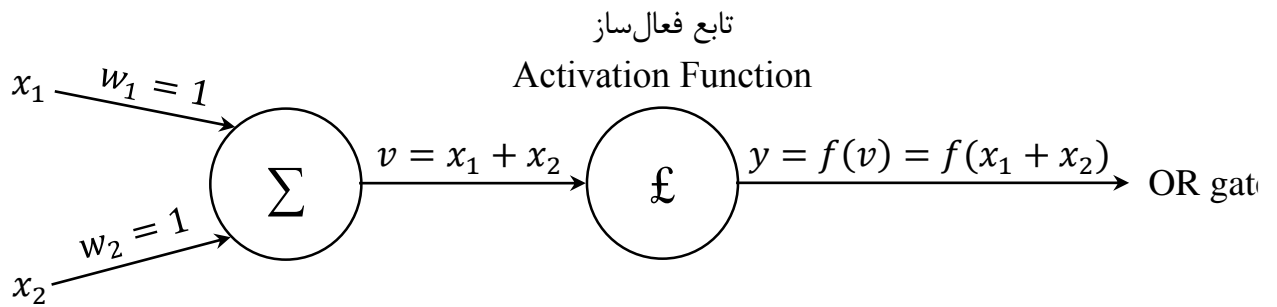 تابع فعال‌ساز
Activation Function
x₁
w₁ = 1
∑
v = x₁ + x₂
£
y = f(v) = f(x₁ + x₂)
OR gat
w₂ = 1
x₂